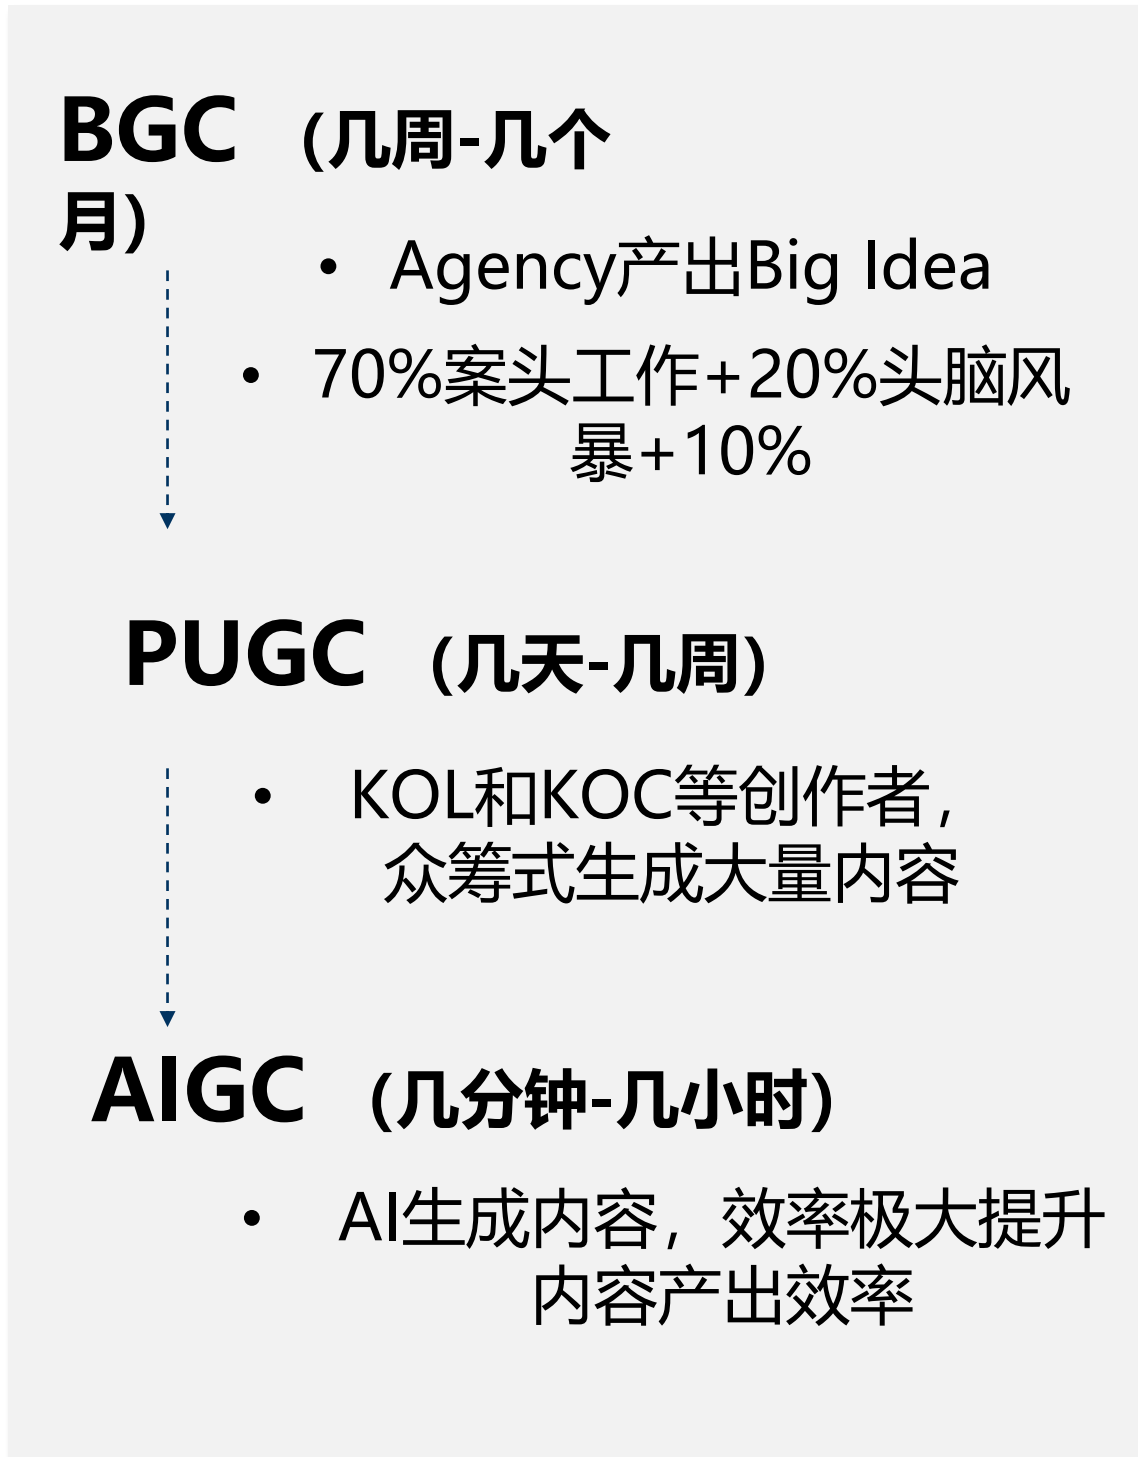 BGC (几周-几个
月)
• Agency产出Big Idea
• 70%案头工作+20%头脑风
暴+10%
PUGC (几天-几周)
• KOL和KOC等创作者,
众筹式生成大量内容
AIGC (几分钟-几小时)
• AI生成内容,效率极大提升
内容产出效率